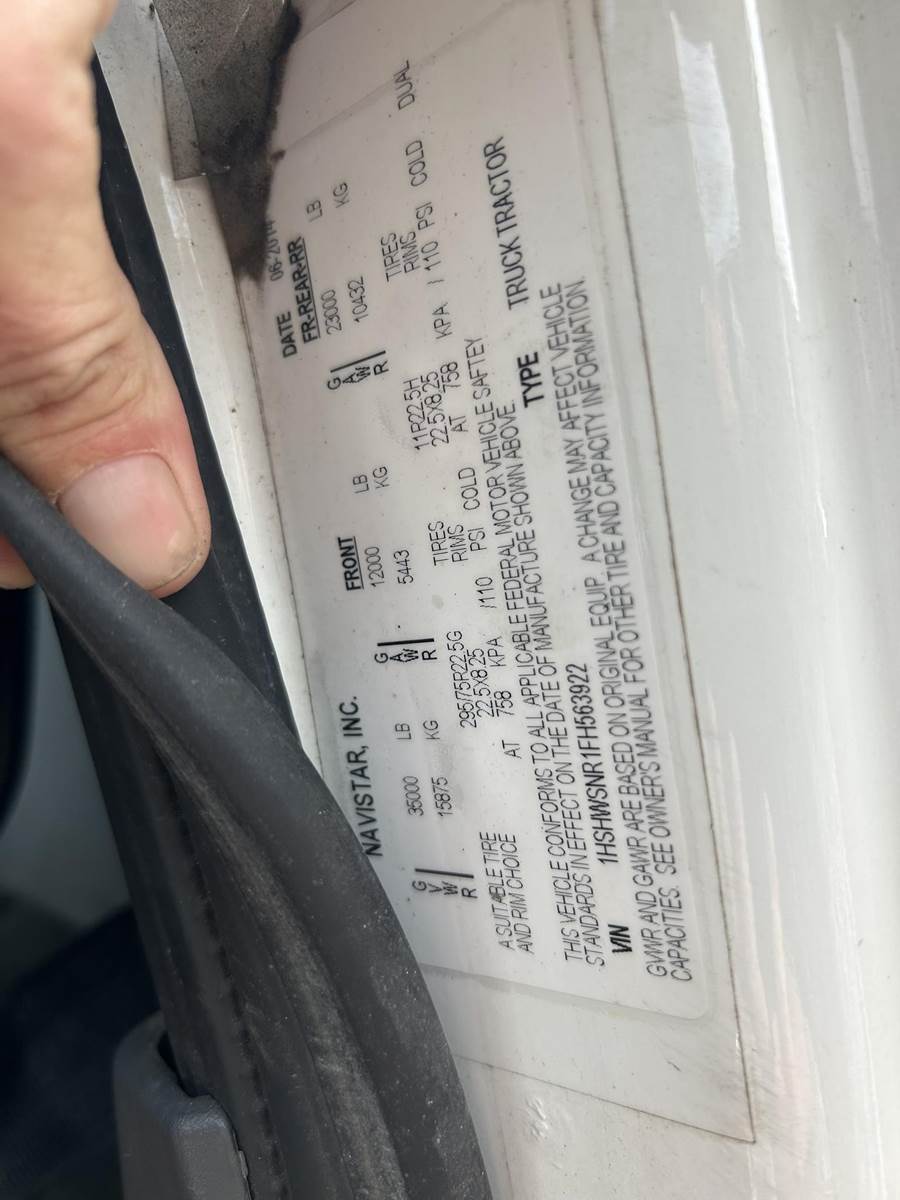 NAVISTAR, INC. DATE 06-2014
FRONT FR-REAR-RR
GVWR 35000 LB GAWR 12000 LB GAWR 23000 LB
15875 KG 5443 KG 10432 KG
A SUITABLE TIRE 295/75R22.5G TIRES 11R22.5H TIRES
AND RIM CHOICE 22.5X8.25 RIMS 22.5X8.25 RIMS
AT 758 KPA /110 PSI COLD AT 758 KPA / 110 PSI COLD DUAL
THIS VEHICLE CONFORMS TO ALL APPLICABLE FEDERAL MOTOR VEHICLE SAFTEY
STANDARDS IN EFFECT ON THE DATE OF MANUFACTURE SHOWN ABOVE.
VIN 1HSHWSNR1FH563922 TYPE TRUCK TRACTOR
GVWR AND GAWR ARE BASED ON ORIGINAL EQUIP. A CHANGE MAY AFFECT VEHICLE
CAPACITIES. SEE OWNER'S MANUAL FOR OTHER TIRE AND CAPACITY INFORMATION.